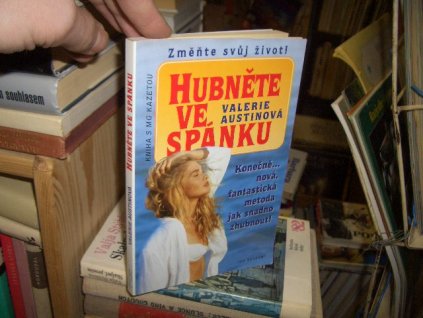 Změňte svůj život!
HUBNĚTE
VE
VALERIE
AUSTINOVÁ
SPÁNKU
Konečně...
nová,
fantastická
metoda
jak snadno
zhubnout!
KNIHA S MG KAZETOU
HUBNĚTE VE SPÁNKU
VALERIE AUSTINOVÁ
souhlasem